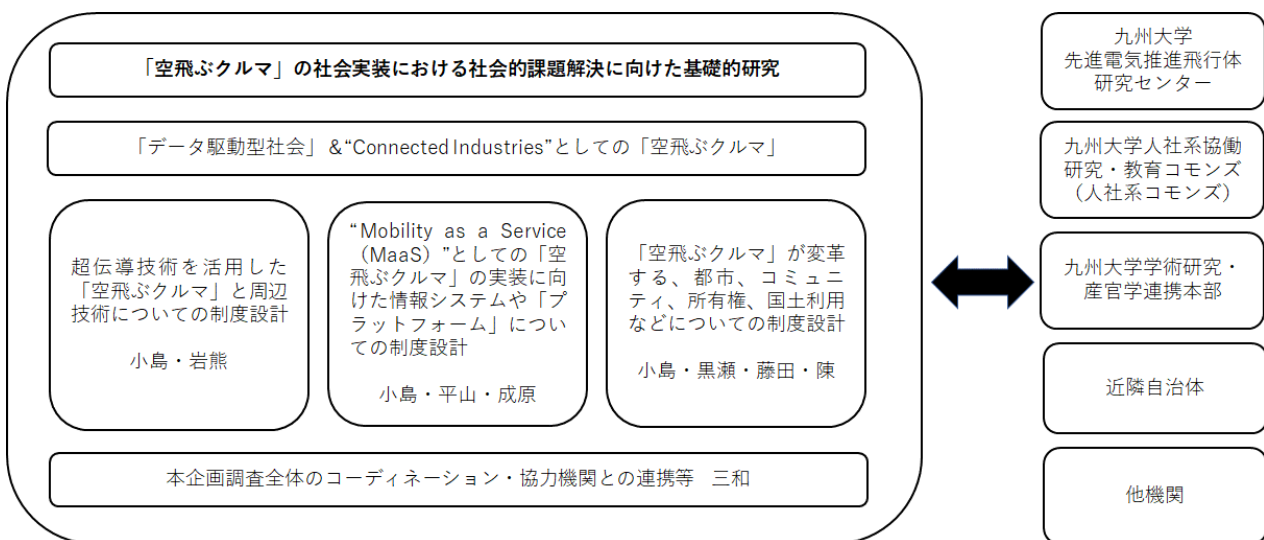 「空飛ぶクルマ」の社会実装における社会的課題解決に向けた基礎的研究
「データ駆動型社会」＆“Connected Industries”としての「空飛ぶクルマ」
超伝導技術を活用した
「空飛ぶクルマ」と周辺
技術についての制度設計
小島・岩熊
“Mobility as a Service
（MaaS）”としての「空
飛ぶクルマ」の実装に向
けた情報システムや「プ
ラットフォーム」につい
ての制度設計
小島・平山・成原
「空飛ぶクルマ」が変革
する、都市、コミュニ
ティ、所有権、国土利用
などについての制度設計
小島・黒瀬・藤田・陳
本企画調査全体のコーディネーション・協力機関との連携等　三和
九州大学
先進電気推進飛行体
研究センター
九州大学人社系協働
研究・教育コモンズ
（人社系コモンズ）
九州大学学術研究・
産官学連携本部
近隣自治体
他機関